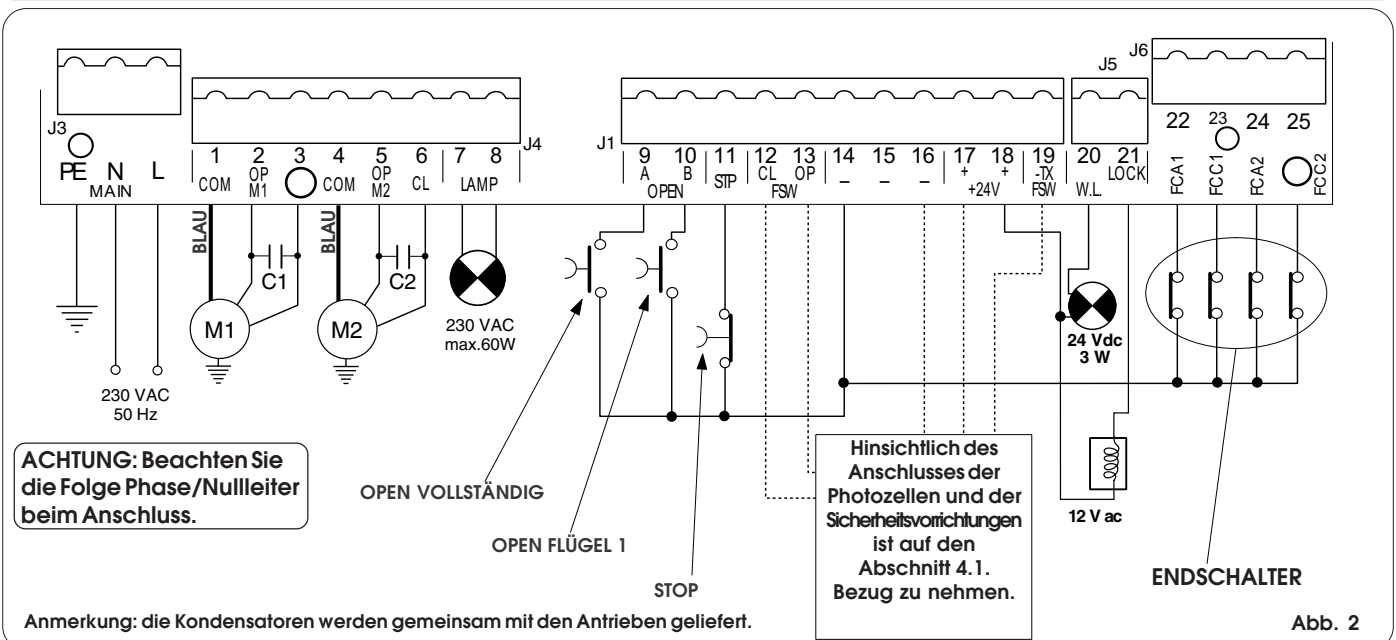 J3
J4
J1
J5
J6
PE N L
MAIN
1 2 3 4 5 6 7 8
COM OP M1 COM OP M2 CL LAMP
9 10 11 12 13 14 15 16 17 18 19 20 21
A B STP CL OP – – – + + -TX W.L. LOCK
OPEN FSW +24V FSW
22 23 24 25
FCA1 FCC1 FCA2 FCC2
BLAU
BLAU
C1
C2
M1
M2
230 VAC
50 Hz
230 VAC
max.60W
24 Vdc
3 W
12 V ac
ACHTUNG: Beachten Sie
die Folge Phase/Nullleiter
beim Anschluss.
OPEN VOLLSTÄNDIG
OPEN FLÜGEL 1
STOP
Hinsichtlich des
Anschlusses der
Photozellen und der
Sicherheitsvorrichtungen
ist auf den
Abschnitt 4.1.
Bezug zu nehmen.
ENDSCHALTER
Anmerkung: die Kondensatoren werden gemeinsam mit den Antrieben geliefert.
Abb. 2